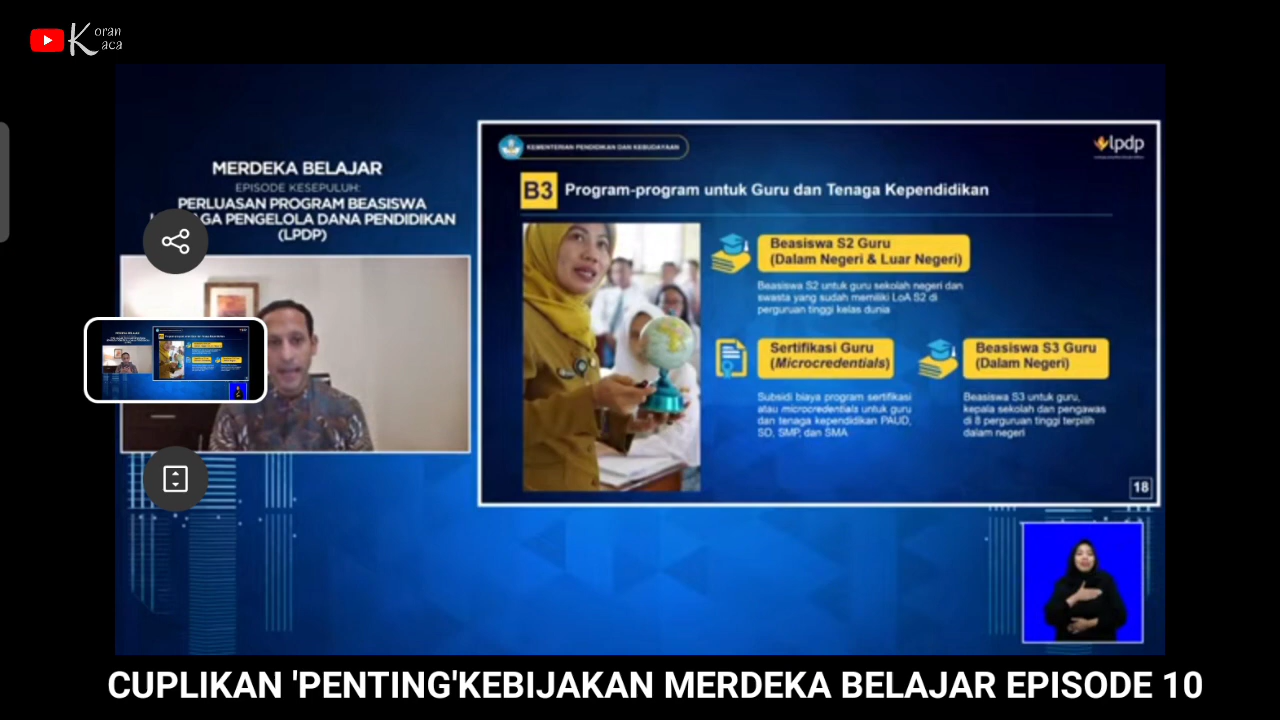 Koran
Kaca
MERDEKA BELAJAR
EPISODE KESEPULUH:
PERLUASAN PROGRAM BEASISWA
GA PENGELOLA DANA PENDIDIKAN
(LPDP)
KEMENTERIAN PENDIDIKAN DAN KEBUDAYAAN
lpdp
B3 Program-program untuk Guru dan Tenaga Kependidikan
Beasiswa S2 Guru
(Dalam Negeri & Luar Negeri)
Beasiswa S2 untuk guru sekolah negeri dan
swasta yang sudah memiliki LoA S2 di
perguruan tinggi kelas dunia
Sertifikasi Guru
(Microcredentials)
Subsidi biaya program sertifikasi
atau microcredentials untuk guru
dan tenaga kependidikan PAUD,
SD, SMP, dan SMA
Beasiswa S3 Guru
(Dalam Negeri)
Beasiswa S3 untuk guru,
kepala sekolah dan pengawas
di 8 perguruan tinggi terpilih
dalam negeri
18
CUPLIKAN 'PENTING'KEBIJAKAN MERDEKA BELAJAR EPISODE 10